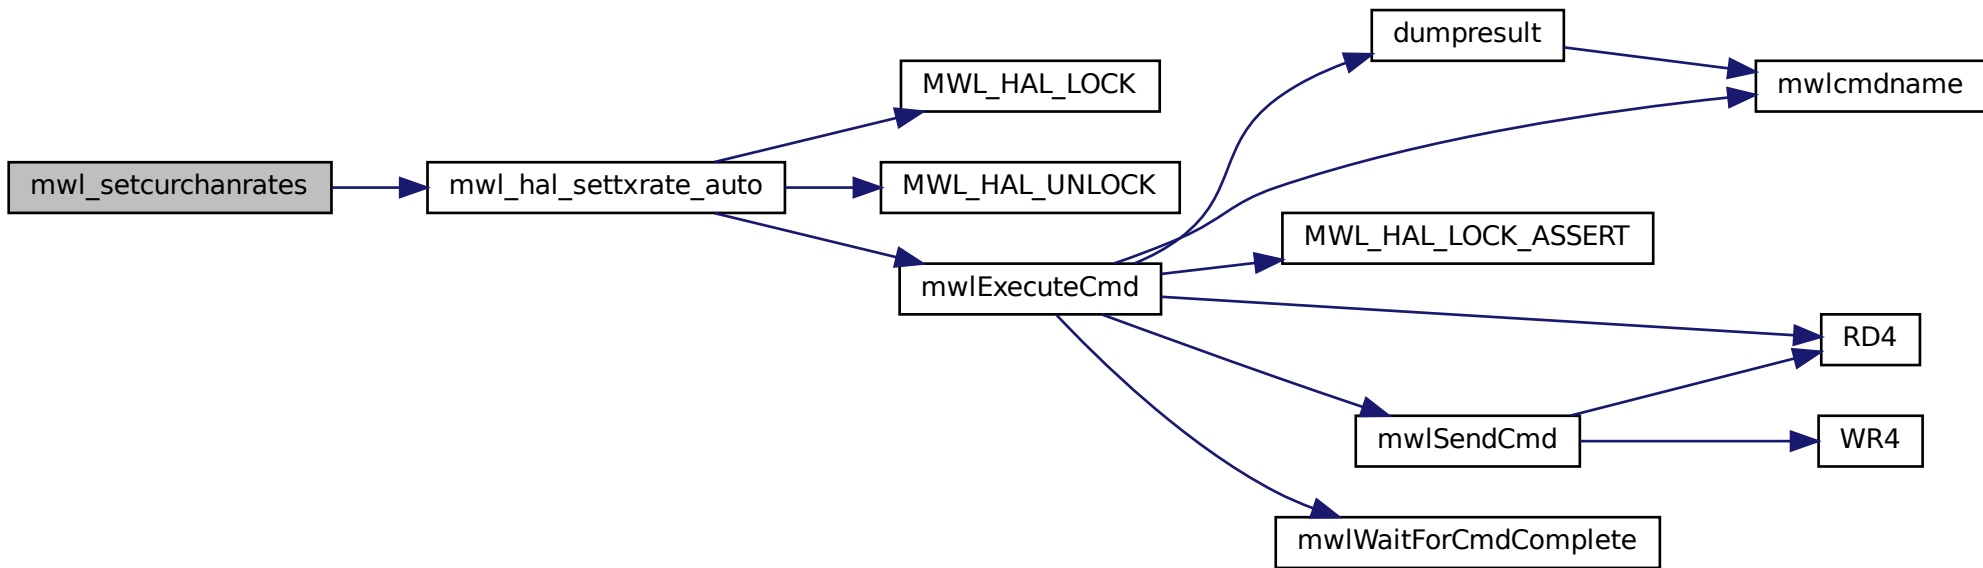 dumpresult
MWL_HAL_LOCK
mwlcmdname
mwl_setcurchanrates
mwl_hal_settxrate_auto
MWL_HAL_UNLOCK
MWL_HAL_LOCK_ASSERT
mwlExecuteCmd
RD4
mwlSendCmd
WR4
mwlWaitForCmdComplete